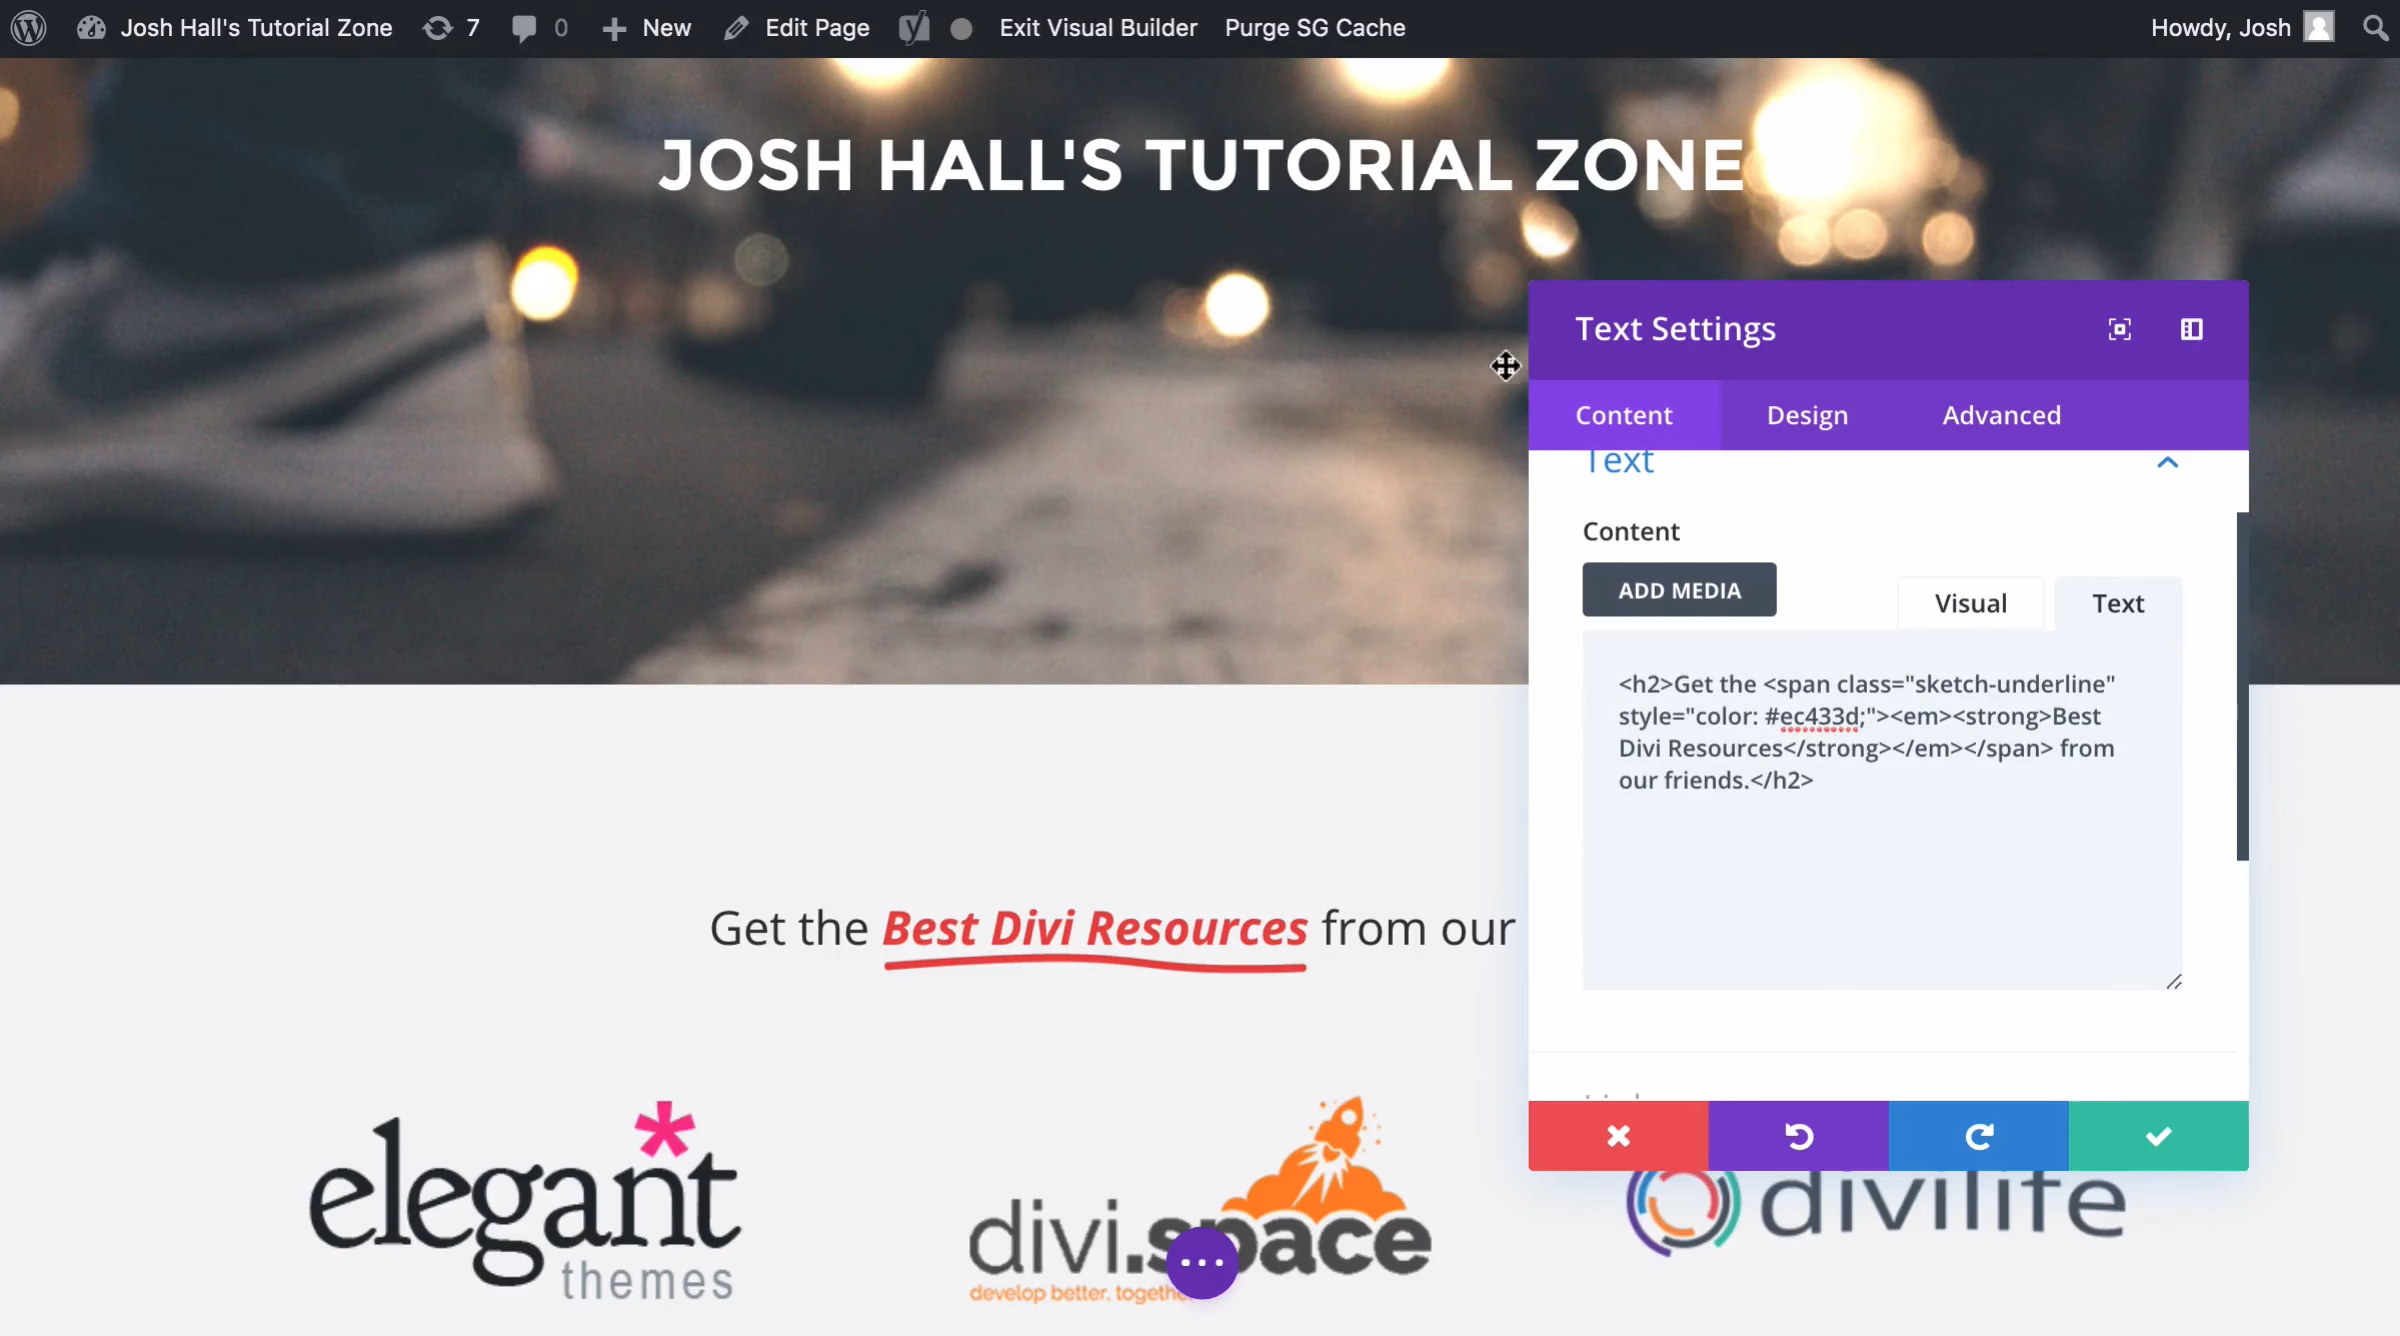 Josh Hall's Tutorial Zone 7 0 New Edit Page Exit Visual Builder Purge SG Cache Howdy, Josh
JOSH HALL'S TUTORIAL ZONE
Text Settings
Content Design Advanced
Text
Content
ADD MEDIA
Visual Text
<h2>Get the <span class="sketch-underline"
style="color: #ec433d;"><em><strong>Best
Divi Resources</strong></em></span> from
our friends.</h2>
Get the Best Divi Resources from our
elegant
themes
divi.space
develop better, togethe
divilife